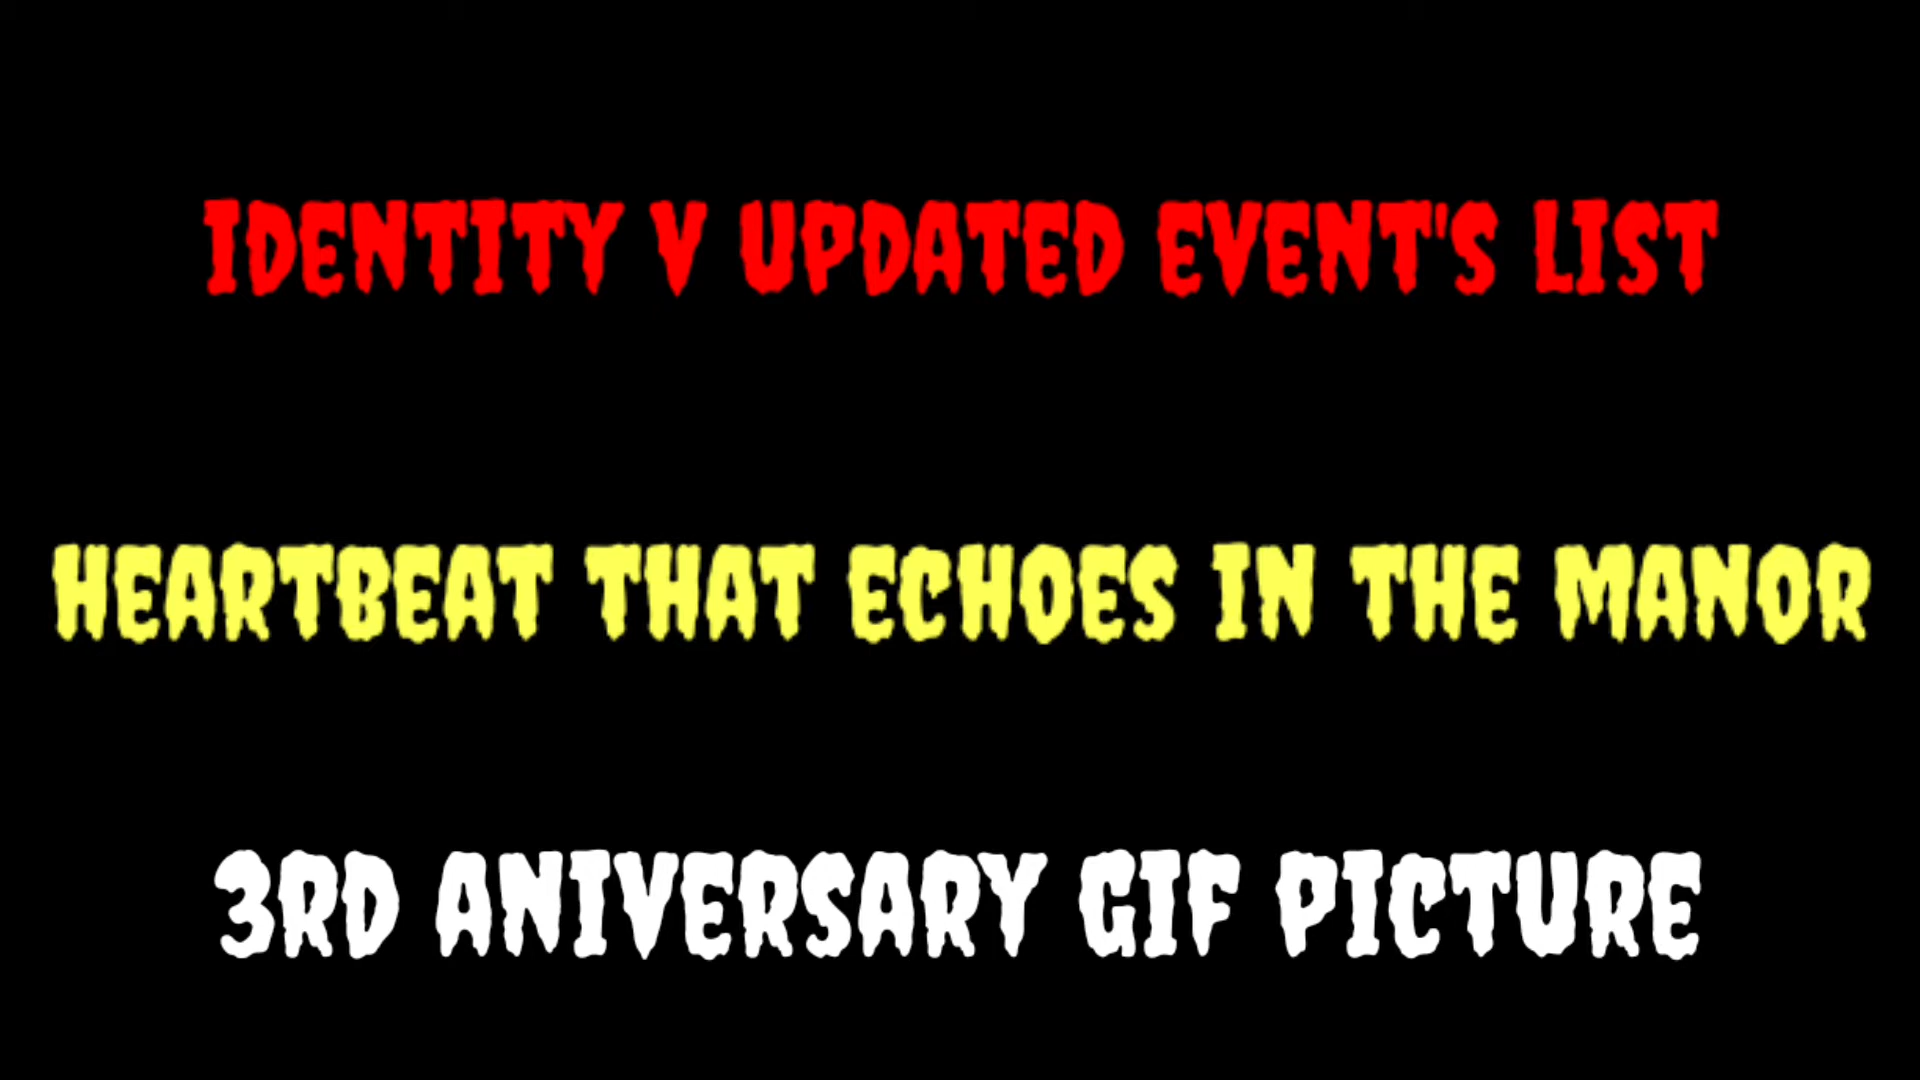 IDENTITY V UPDATED EVENT'S LIST
HEARTBEAT THAT ECHOES IN THE MANOR
3RD ANIVERSARY GIF PICTURE